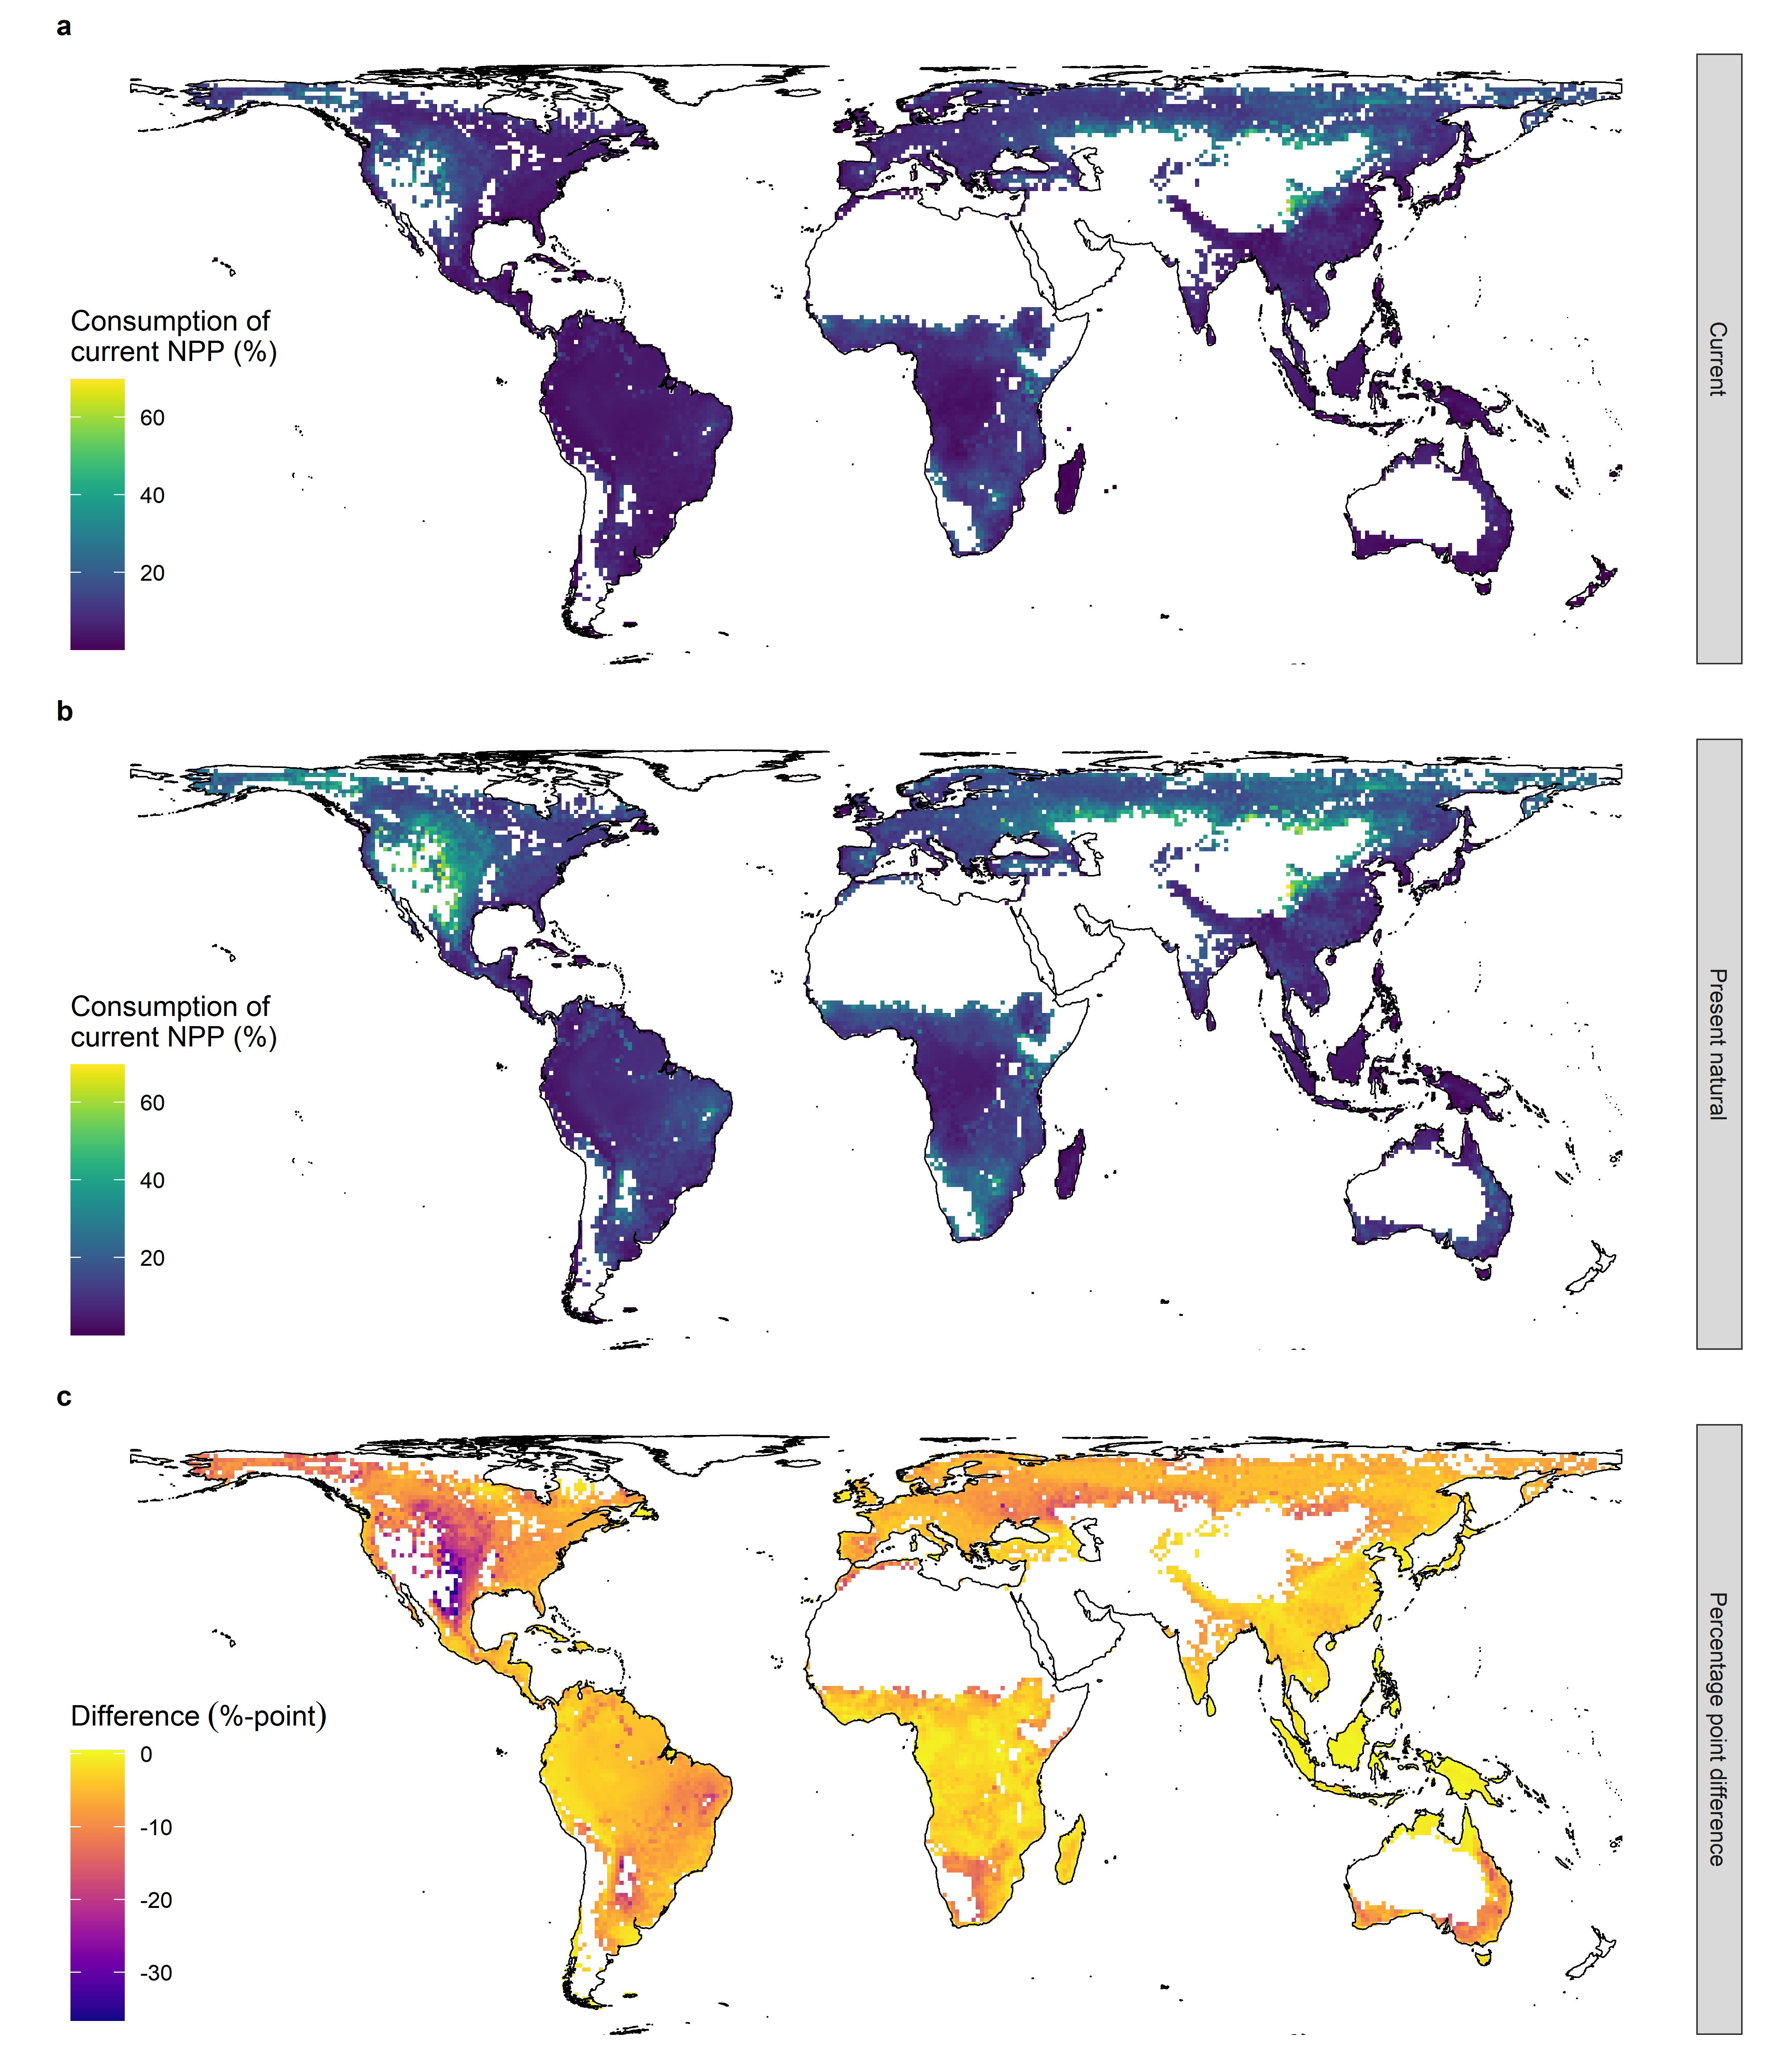 a
Consumption of
current NPP (%)
60
40
20
Current
b
Consumption of
current NPP (%)
60
40
20
Present natural
c
Difference (%-point)
0
-10
-20
-30
Percentage point difference